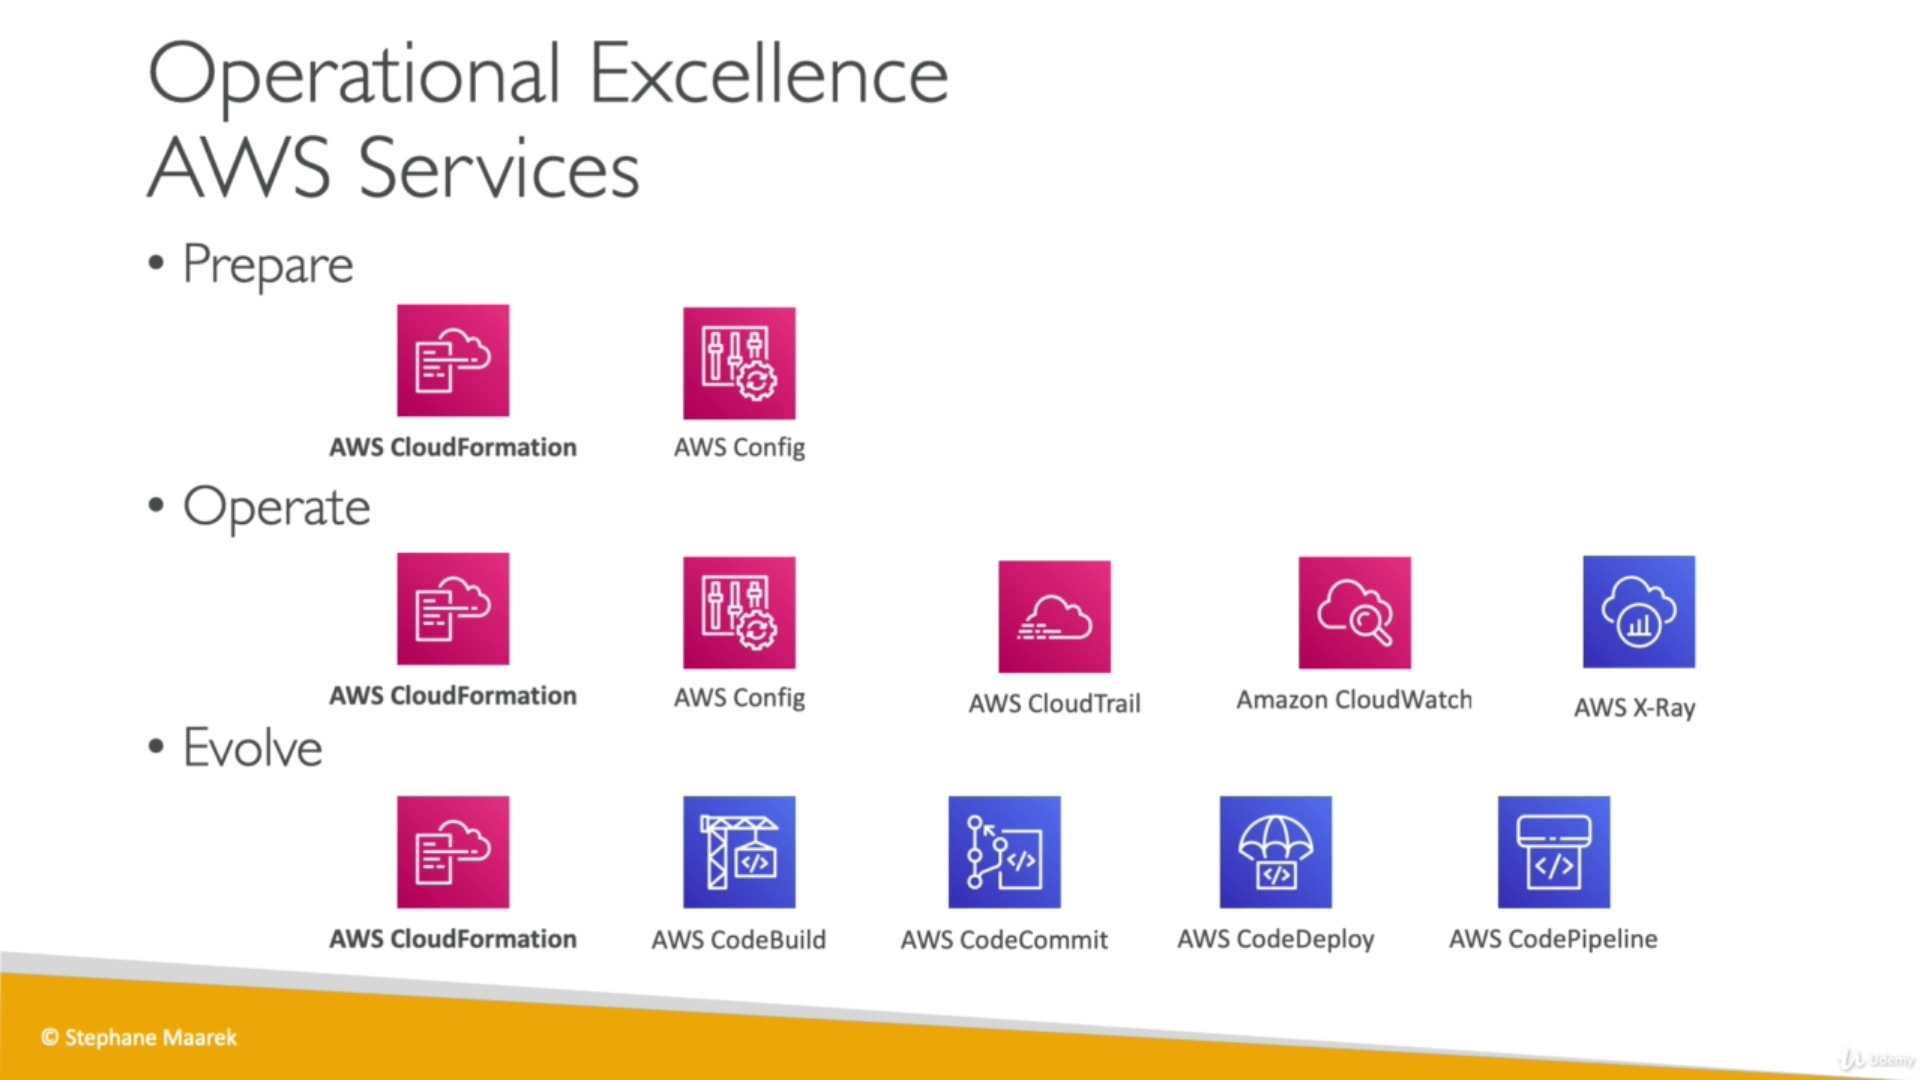 Operational Excellence
AWS Services
• Prepare
AWS CloudFormation AWS Config
• Operate
AWS CloudFormation AWS Config AWS CloudTrail Amazon CloudWatch AWS X-Ray
• Evolve
AWS CloudFormation AWS CodeBuild AWS CodeCommit AWS CodeDeploy AWS CodePipeline
© Stephane Maarek
Udemy